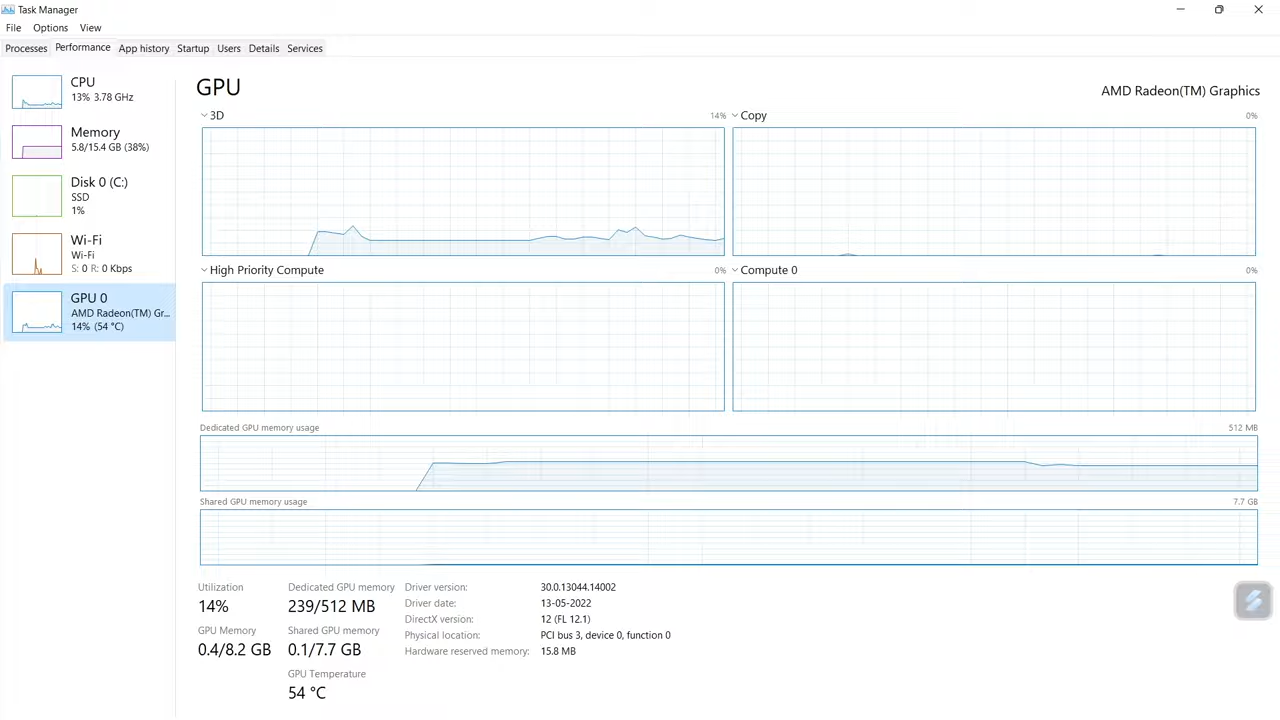 Task Manager
File Options View
Processes Performance App history Startup Users Details Services
CPU
13% 3.78 GHz
Memory
5.8/15.4 GB (38%)
Disk 0 (C:)
SSD
1%
Wi-Fi
Wi-Fi
S: 0 R: 0 Kbps
GPU 0
AMD Radeon(TM) Gr...
14% (54 °C)
GPU
AMD Radeon(TM) Graphics
3D 14%
Copy 0%
High Priority Compute 0%
Compute 0 0%
Dedicated GPU memory usage 512 MB
Shared GPU memory usage 7.7 GB
Utilization
14%
Dedicated GPU memory
239/512 MB
GPU Memory
0.4/8.2 GB
Shared GPU memory
0.1/7.7 GB
GPU Temperature
54 °C
Driver version: 30.0.13044.14002
Driver date: 13-05-2022
DirectX version: 12 (FL 12.1)
Physical location: PCI bus 3, device 0, function 0
Hardware reserved memory: 15.8 MB